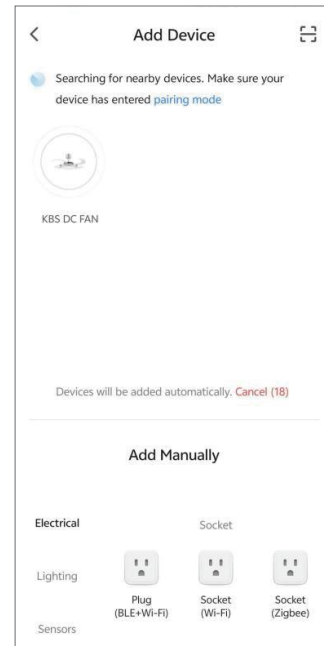 Add Device
Searching for nearby devices. Make sure your
device has entered pairing mode
KBS DC FAN
Devices will be added automatically. Cancel (18)
Add Manually
Electrical
Socket
Lighting
Plug
(BLE+Wi-Fi)
Socket
(Wi-Fi)
Socket
(Zigbee)
Sensors